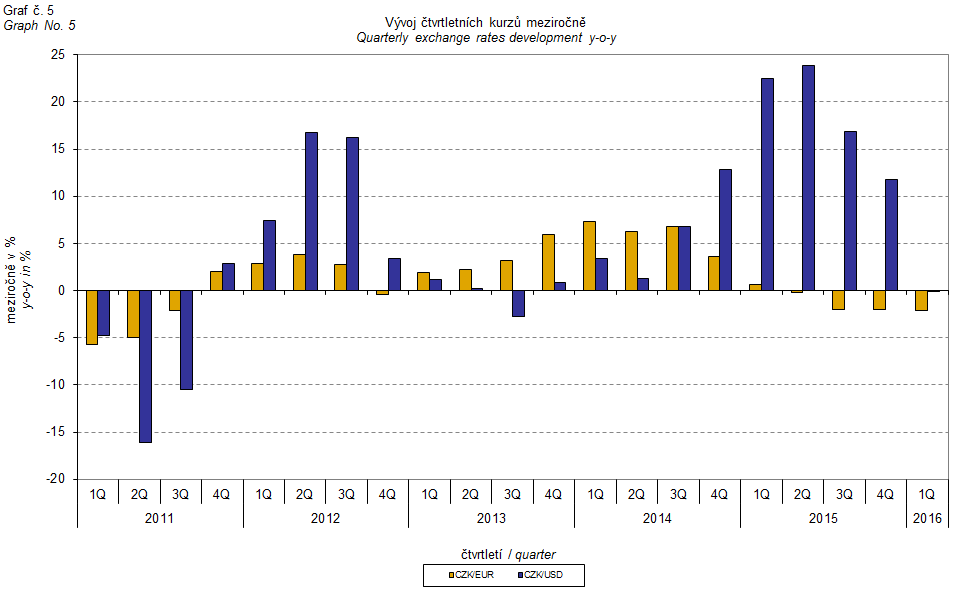 Graf č. 5
Graph No. 5
Vývoj čtvrtletních kurzů meziročně
Quarterly exchange rates development y-o-y
meziročně v %
y-o-y in %
25
20
15
10
5
0
-5
-10
-15
-20
1Q 2Q 3Q 4Q 1Q 2Q 3Q 4Q 1Q 2Q 3Q 4Q 1Q 2Q 3Q 4Q 1Q 2Q 3Q 4Q 1Q
2011 2012 2013 2014 2015 2016
čtvrtletí / quarter
CZK/EUR CZK/USD